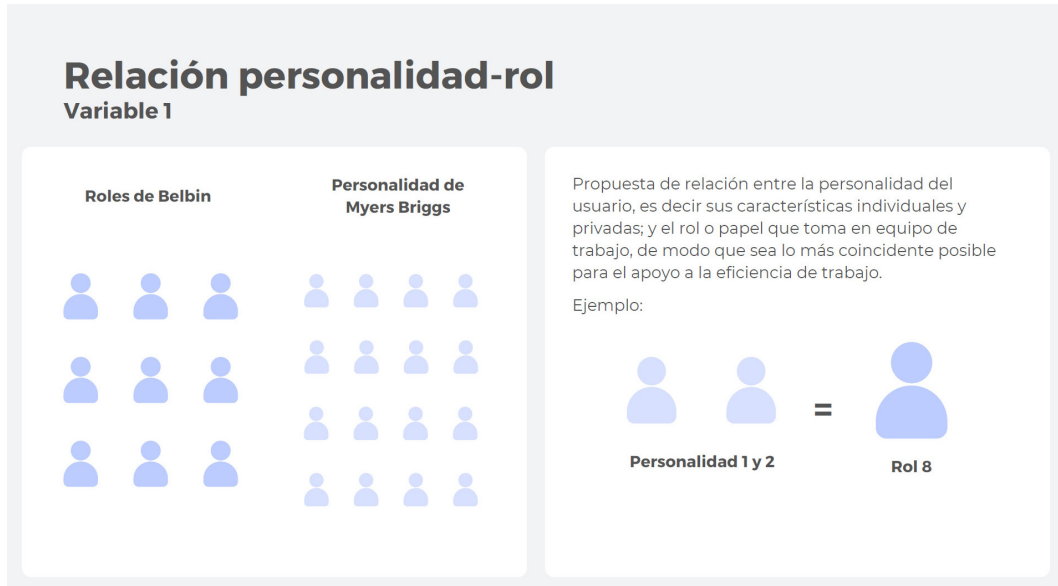 Relación personalidad-rol
Variable 1
Roles de Belbin
Personalidad de
Myers Briggs
Propuesta de relación entre la personalidad del
usuario, es decir sus características individuales y
privadas; y el rol o papel que toma en equipo de
trabajo, de modo que sea lo más coincidente posible
para el apoyo a la eficiencia de trabajo.
Ejemplo:
=
Personalidad 1 y 2
Rol 8